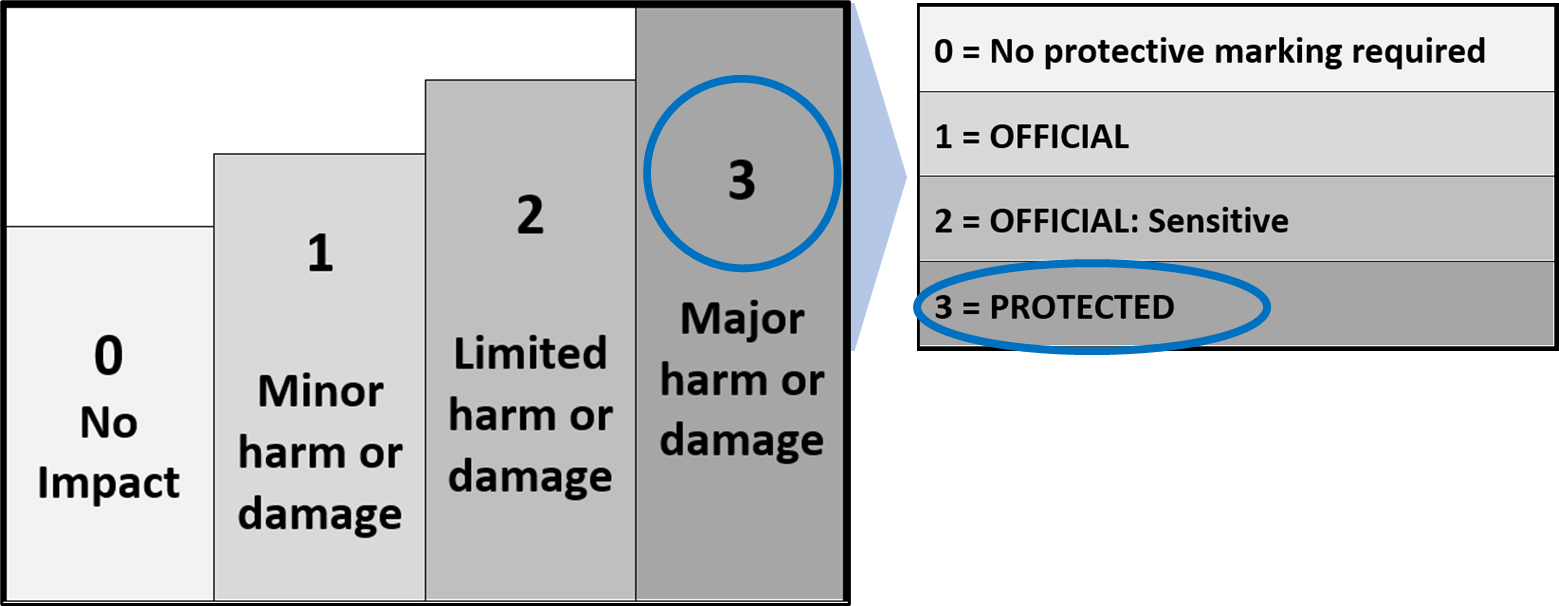 0
No
Impact
1
Minor
harm or
damage
2
Limited
harm or
damage
3
Major
harm or
damage
0 = No protective marking required
1 = OFFICIAL
2 = OFFICIAL: Sensitive
3 = PROTECTED